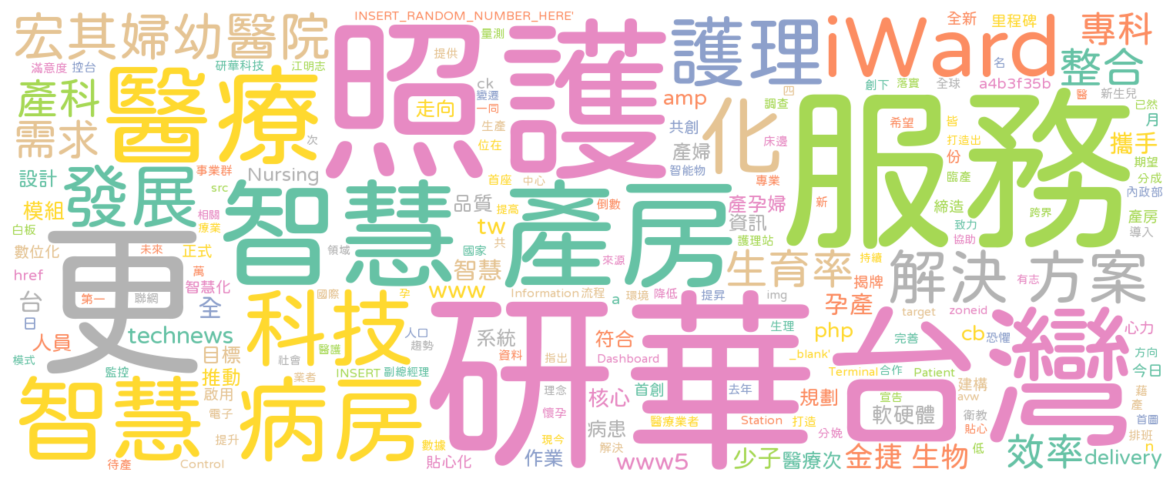 INSERT_RANDOM_NUMBER_HERE'
宏其婦幼醫院
照護
護理
iWard
專科
量測
全新
里程碑
提供
整合
滿意度
控台
研華科技
江明志
產科
醫療
ck
變遷
走向
一同
amp
化
調查
創下
落實
全球
a4b3f35b
醫
新生兒
服務
需求
次
生產
位在
共創
產婦
床邊
希望
磅
打造出
份
月
已然
攜手
期望
設計
發展
事業群
Nursing
智能物
專業
臨產
分成
內政部
src
首座
中心
智慧
產房
品質
倒數
產孕婦
新
締造
跨界
產房
模組
相關
療業
提高
資訊
致力
導入
白板
更
tw
護理站
協助
數位化
未來
正式
領域
國家
共
來源
生育率
持續
解決
方案
href
萬
智慧化
智慧
揭牌
有志
第一
聯網
科技
www
Information
流程
a
環境
降低
提昇
img
孕產
target
zoneid
台
全
國際
孕
研華
台灣
日
technews
人口
系統
符合
生理
php
完善
cb
恐懼
心力
人員
目標
趨勢
資料
指出
Dashboard
_blank'
方向
模式
監控
推動
社會
醫護
INSERT
副總經理
首創
去年
Terminal
合作
Patient
今日
智慧
病房
業者
啟用
理念
核心
規劃
宣告
建構
avw
藉
產
電子
懷孕
醫療業者
Station
打造
軟硬體
衛教
首圖
提升
數據
現今
病患
分娩
貼心
排班
待產
Control
貼心化
作業
解決
www5
少子
醫療次
金捷
生物
效率
低
n
delivery